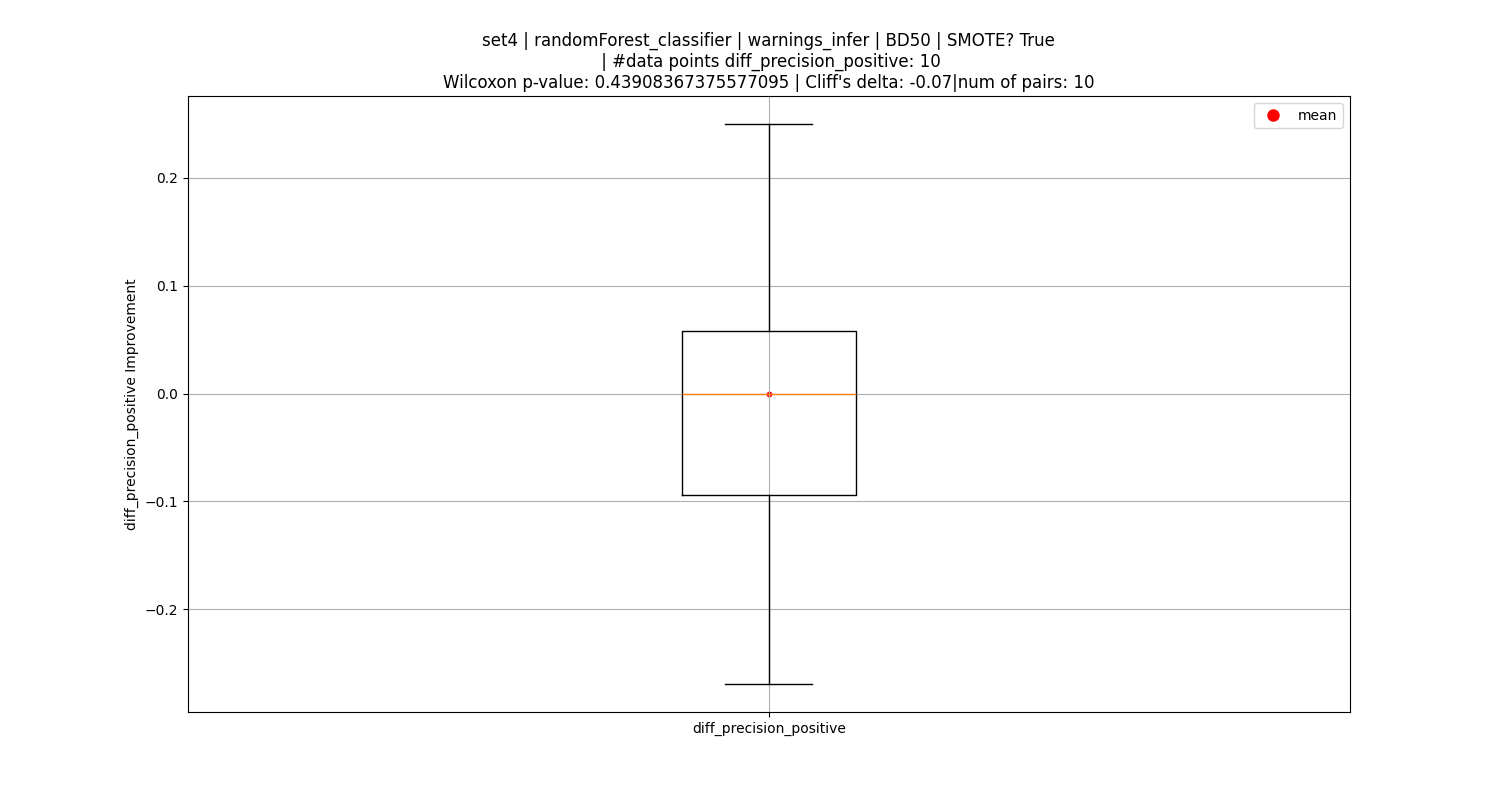 set4 | randomForest_classifier | warnings_infer | BD50 | SMOTE? True
| #data points diff_precision_positive: 10
Wilcoxon p-value: 0.43908367375577095 | Cliff's delta: -0.07|num of pairs: 10
mean
0.2
0.1
0.0
−0.1
−0.2
diff_precision_positive Improvement
diff_precision_positive